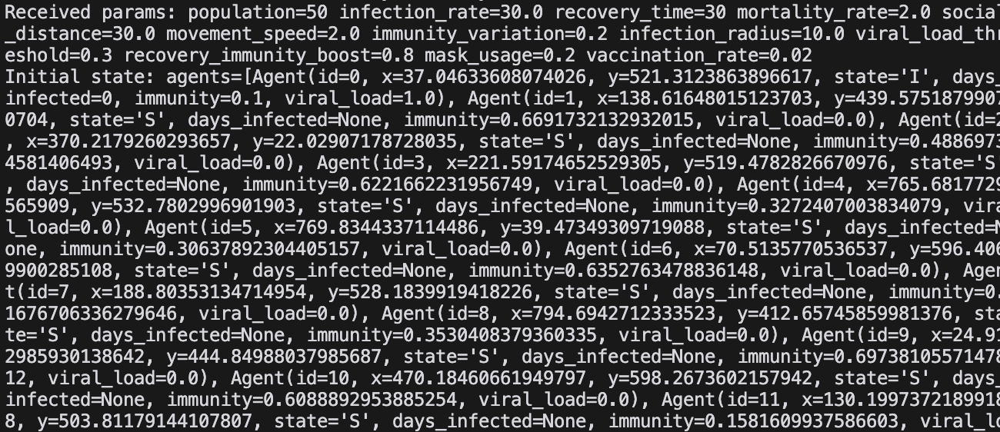 Received params: population=50 infection_rate=30.0 recovery_time=30 mortality_rate=2.0 social
_distance=30.0 movement_speed=2.0 immunity_variation=0.2 infection_radius=10.0 viral_load_thr
eshold=0.3 recovery_immunity_boost=0.8 mask_usage=0.2 vaccination_rate=0.02
Initial state: agents=[Agent(id=0, x=37.04633608074026, y=521.3123863896617, state='I', days_
infected=0, immunity=0.1, viral_load=1.0), Agent(id=1, x=138.61648015123703, y=439.5751879907
0704, state='S', days_infected=None, immunity=0.6691732132932015, viral_load=0.0), Agent(id=2
, x=370.2179260293657, y=22.02907178728035, state='S', days_infected=None, immunity=0.4886973
4581406493, viral_load=0.0), Agent(id=3, x=221.59174652529305, y=519.4782826670976, state='S
, days_infected=None, immunity=0.6221662231956749, viral_load=0.0), Agent(id=4, x=765.6817729
565909, y=532.7802996901903, state='S', days_infected=None, immunity=0.3272407003834079, vira
l_load=0.0), Agent(id=5, x=769.8344337114486, y=39.47349309719088, state='S', days_infected=N
one, immunity=0.30637892304405157, viral_load=0.0), Agent(id=6, x=70.5135770536537, y=596.406
9900285108, state='S', days_infected=None, immunity=0.6352763478836148, viral_load=0.0), Agen
t(id=7, x=188.80353134714954, y=528.1839919418226, state='S', days_infected=None, immunity=0.
1676706336279646, viral_load=0.0), Agent(id=8, x=794.6942712333523, y=412.65745859981376, sta
te='S', days_infected=None, immunity=0.3530408379360335, viral_load=0.0), Agent(id=9, x=24.91
2985930138642, y=444.84988037985687, state='S', days_infected=None, immunity=0.69738105571478
12, viral_load=0.0), Agent(id=10, x=470.18460661949797, y=598.2673602157942, state='S', days_
infected=None, immunity=0.6088892953885254, viral_load=0.0), Agent(id=11, x=130.1997372189918
8, y=503.81179144107807, state='S', days_infected=None, immunity=0.1581609937586603, viral_lo